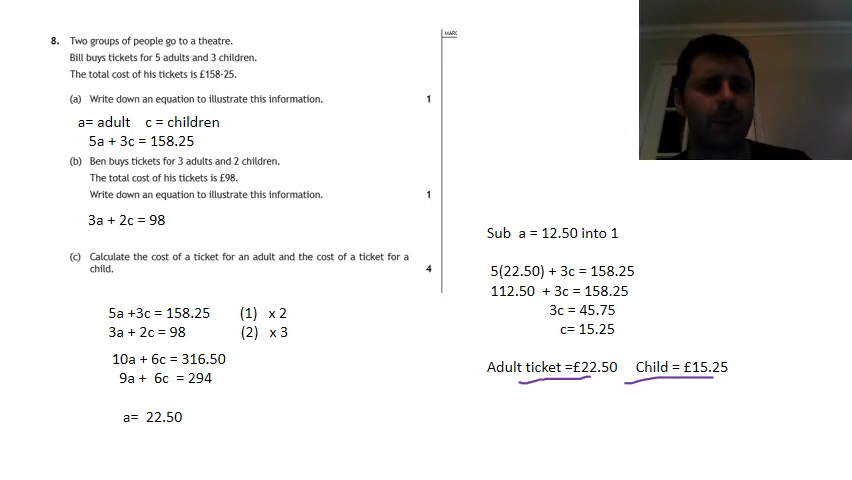 8. Two groups of people go to a theatre.
Bill buys tickets for 5 adults and 3 children.
The total cost of his tickets is £158·25.
(a) Write down an equation to illustrate this information. 1
a= adult c = children
5a + 3c = 158.25
(b) Ben buys tickets for 3 adults and 2 children.
The total cost of his tickets is £98.
Write down an equation to illustrate this information. 1
3a + 2c = 98
(c) Calculate the cost of a ticket for an adult and the cost of a ticket for a
child. 4
5a +3c = 158.25 (1) x 2
3a + 2c = 98 (2) x 3
10a + 6c = 316.50
9a + 6c = 294
a= 22.50
MARK
Sub a = 12.50 into 1
5(22.50) + 3c = 158.25
112.50 + 3c = 158.25
3c = 45.75
c= 15.25
Adult ticket =£22.50 Child = £15.25